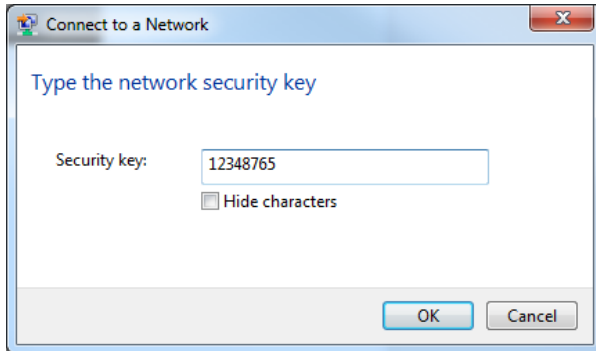 Connect to a Network
Type the network security key
Security key: 12348765
Hide characters
OK Cancel